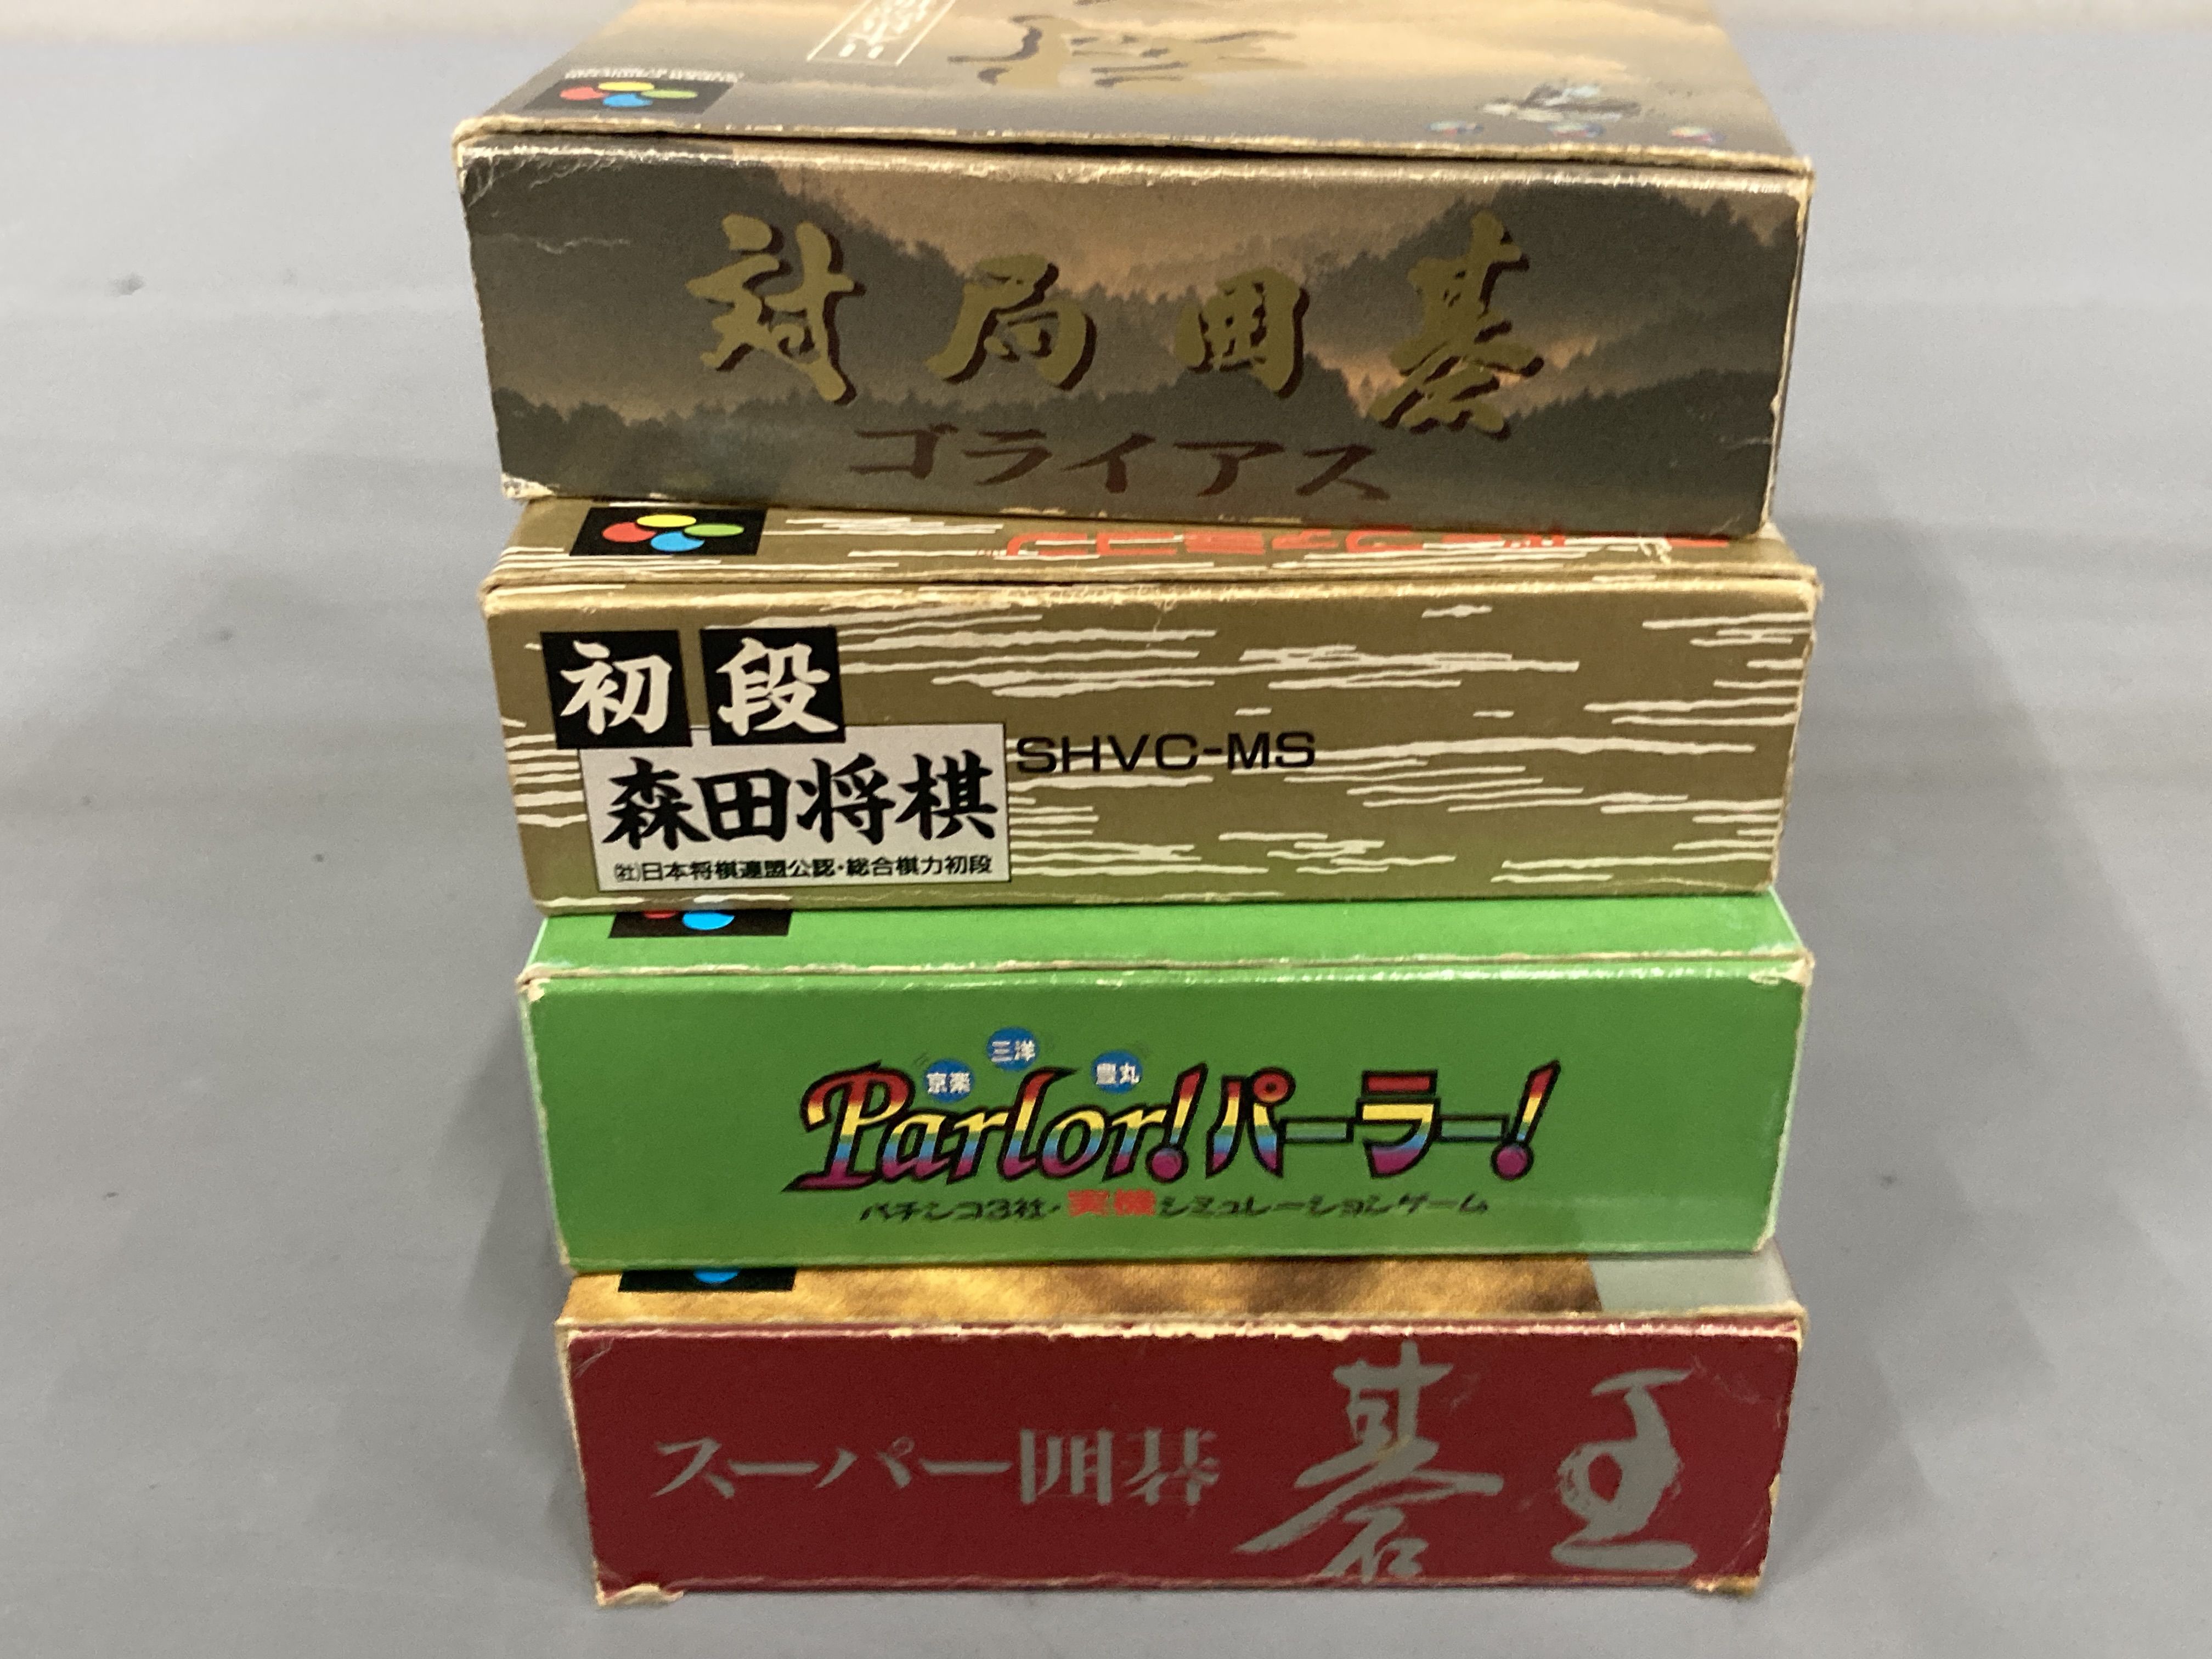 対局囲碁
ゴライアス
初段
森田将棋
SHVC-MS
㈳日本将棋連盟公認・総合棋力初段
京楽
三洋
豊丸
Parlor!パーラー!
パチンコ3社・実機シミュレーションゲーム
スーパー囲碁 碁王